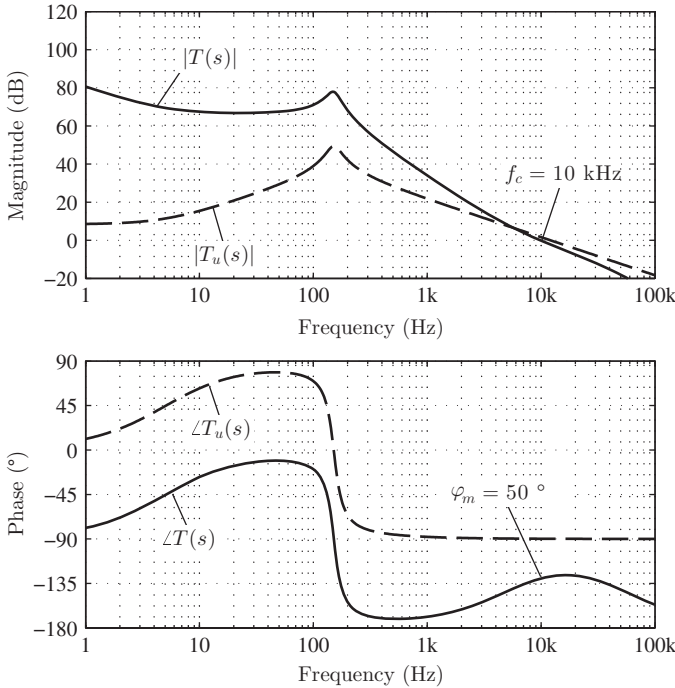 120
100
80
60
40
20
0
−20
Magnitude (dB)
|T(s)|
|T_u(s)|
f_c = 10 kHz
1 10 100 1k 10k 100k
Frequency (Hz)
90
45
0
−45
−90
−135
−180
Phase (°)
∠T_u(s)
∠T(s)
φ_m = 50 °
1 10 100 1k 10k 100k
Frequency (Hz)